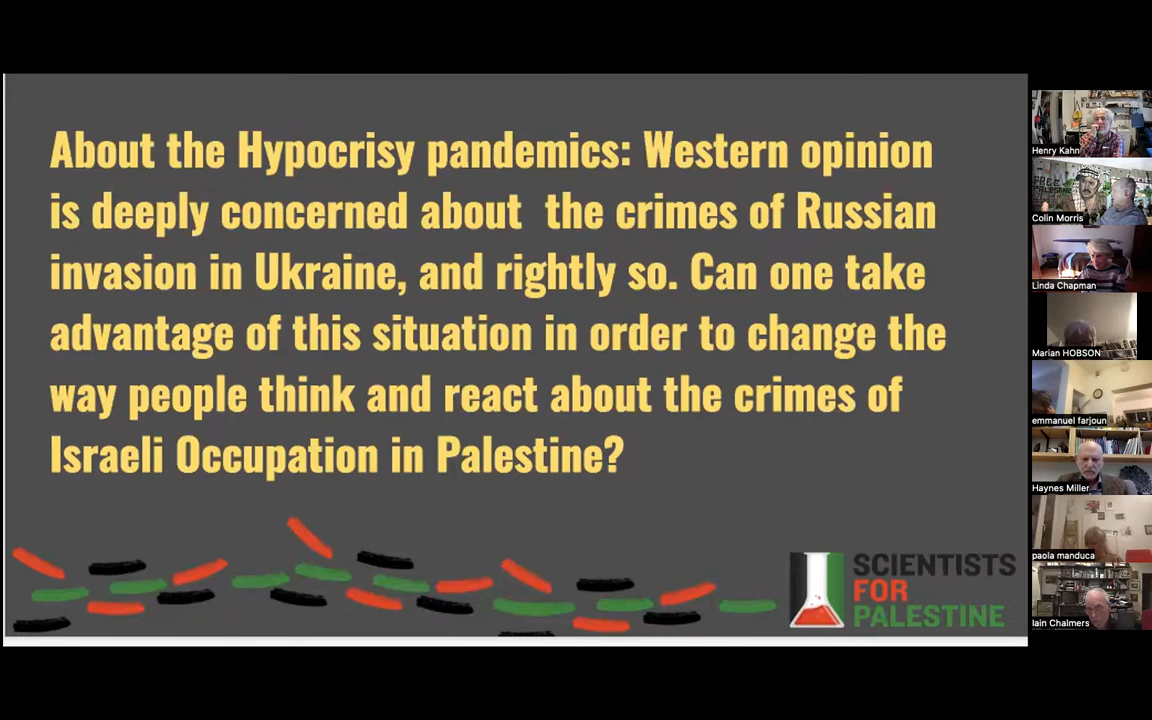 About the Hypocrisy pandemics: Western opinion
is deeply concerned about  the crimes of Russian
invasion in Ukraine, and rightly so. Can one take
advantage of this situation in order to change the
way people think and react about the crimes of
Israeli Occupation in Palestine?
SCIENTISTS
FOR
PALESTINE
Henry Kahn
FREE
PALESTINE
Colin Morris
Linda Chapman
Marian HOBSON
emmanuel farjoun
Haynes Miller
paola manduca
Iain Chalmers